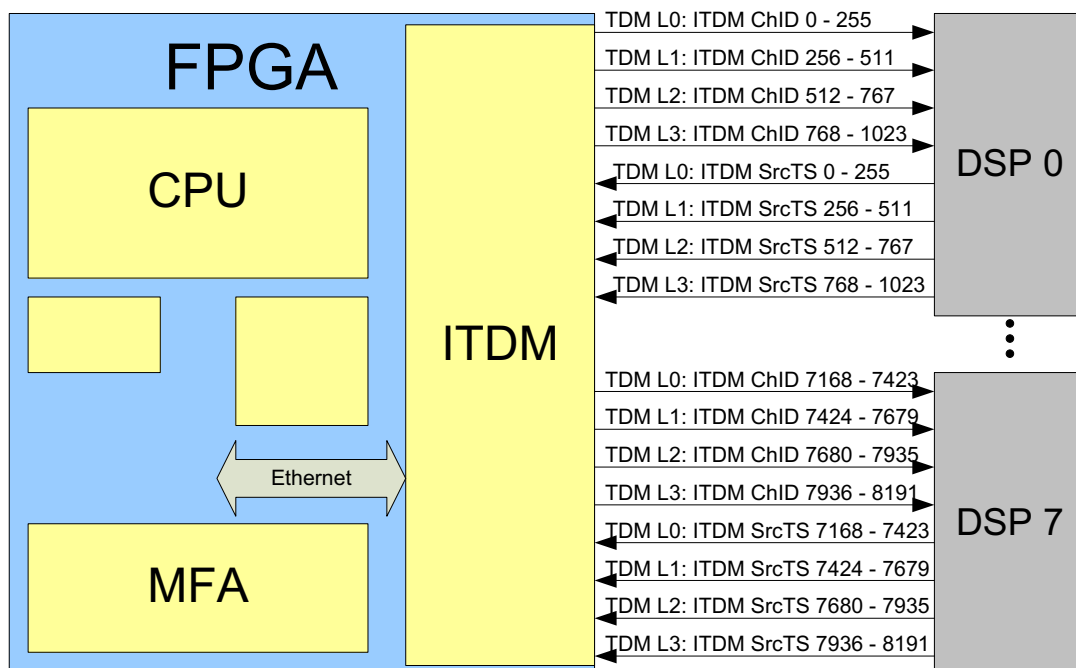 FPGA
CPU
ITDM
Ethernet
MFA
TDM L0: ITDM ChID 0 - 255
TDM L1: ITDM ChID 256 - 511
TDM L2: ITDM ChID 512 - 767
TDM L3: ITDM ChID 768 - 1023
TDM L0: ITDM SrcTS 0 - 255
TDM L1: ITDM SrcTS 256 - 511
TDM L2: ITDM SrcTS 512 - 767
TDM L3: ITDM SrcTS 768 - 1023
DSP 0
TDM L0: ITDM ChID 7168 - 7423
TDM L1: ITDM ChID 7424 - 7679
TDM L2: ITDM ChID 7680 - 7935
TDM L3: ITDM ChID 7936 - 8191
TDM L0: ITDM SrcTS 7168 - 7423
TDM L1: ITDM SrcTS 7424 - 7679
TDM L2: ITDM SrcTS 7680 - 7935
TDM L3: ITDM SrcTS 7936 - 8191
DSP 7